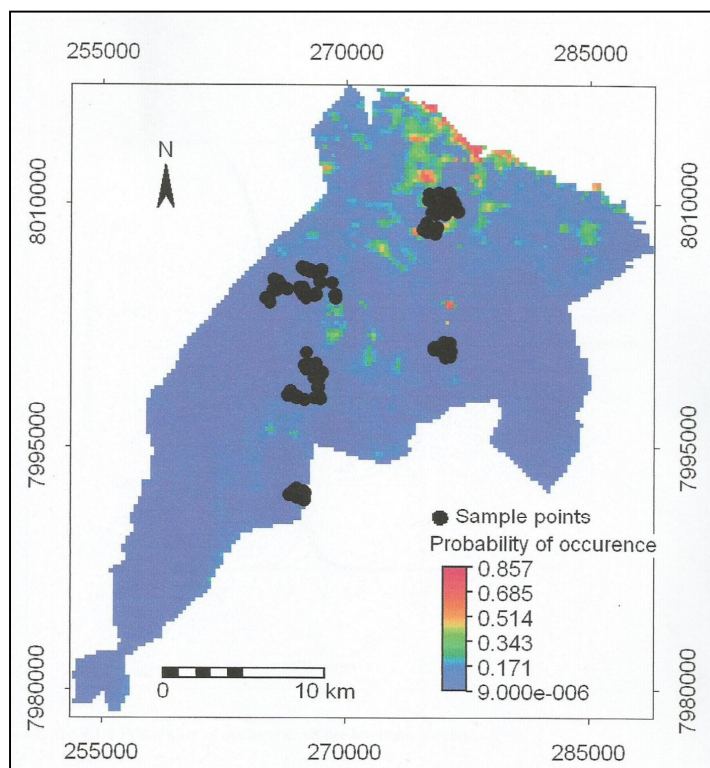 255000 270000 285000
N
8010000 8010000
7995000 7995000
Sample points
Probability of occurence
0.857
0.685
0.514
0.343
0.171
9.000e-006
7980000 7980000
0 10 km
255000 270000 285000